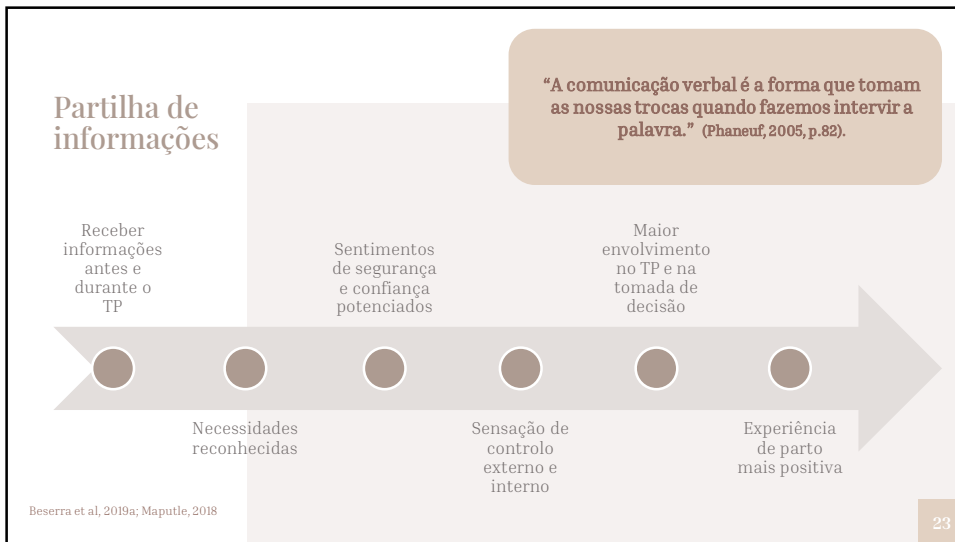 Partilha de
informações
“A comunicação verbal é a forma que tomam
as nossas trocas quando fazemos intervir a
palavra.” (Phaneuf, 2005, p.82).
Receber
informações
antes e
durante o
TP
Necessidades
reconhecidas
Sentimentos
de segurança
e confiança
potenciados
Sensação de
controlo
externo e
interno
Maior
envolvimento
no TP e na
tomada de
decisão
Experiência
de parto
mais positiva
Beserra et al, 2019a; Maputle, 2018
23